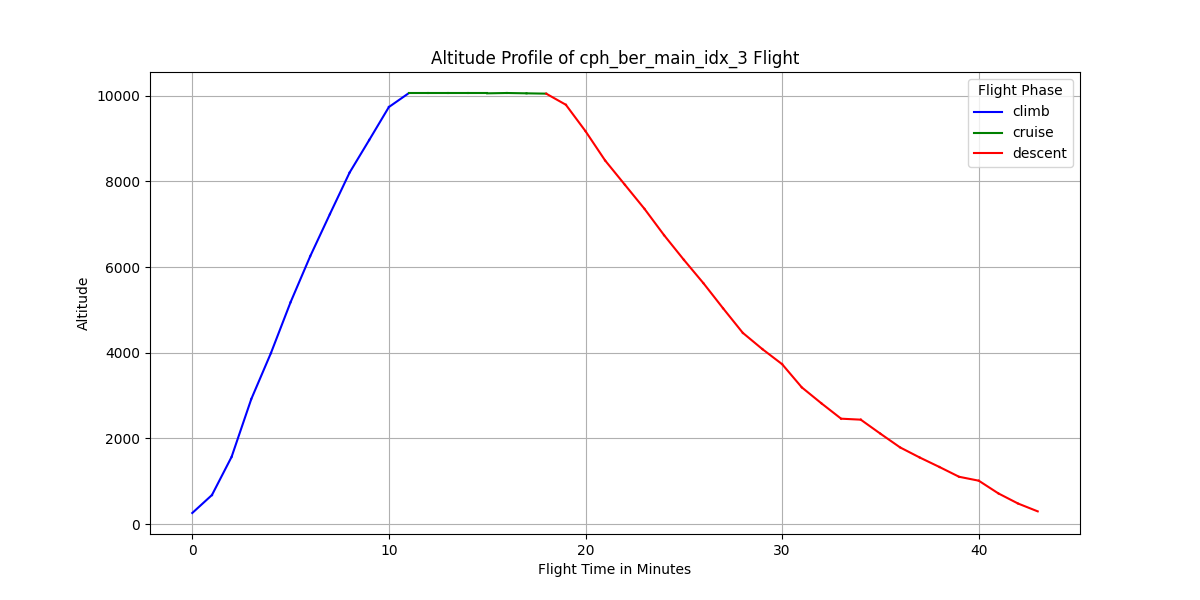 Altitude Profile of cph_ber_main_idx_3 Flight
Flight Phase
climb
cruise
descent
10000
8000
6000
4000
2000
0
Altitude
0 10 20 30 40
Flight Time in Minutes